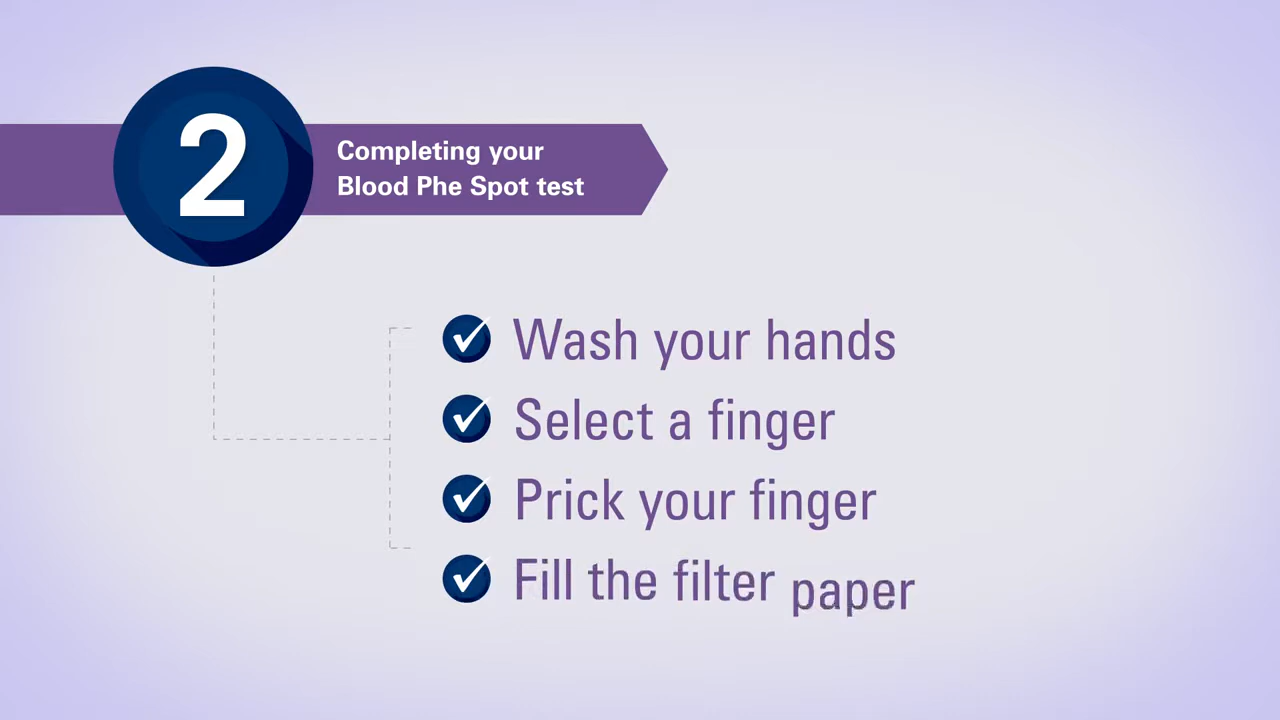 2
Completing your
Blood Phe Spot test
Wash your hands
Select a finger
Prick your finger
Fill the filter paper